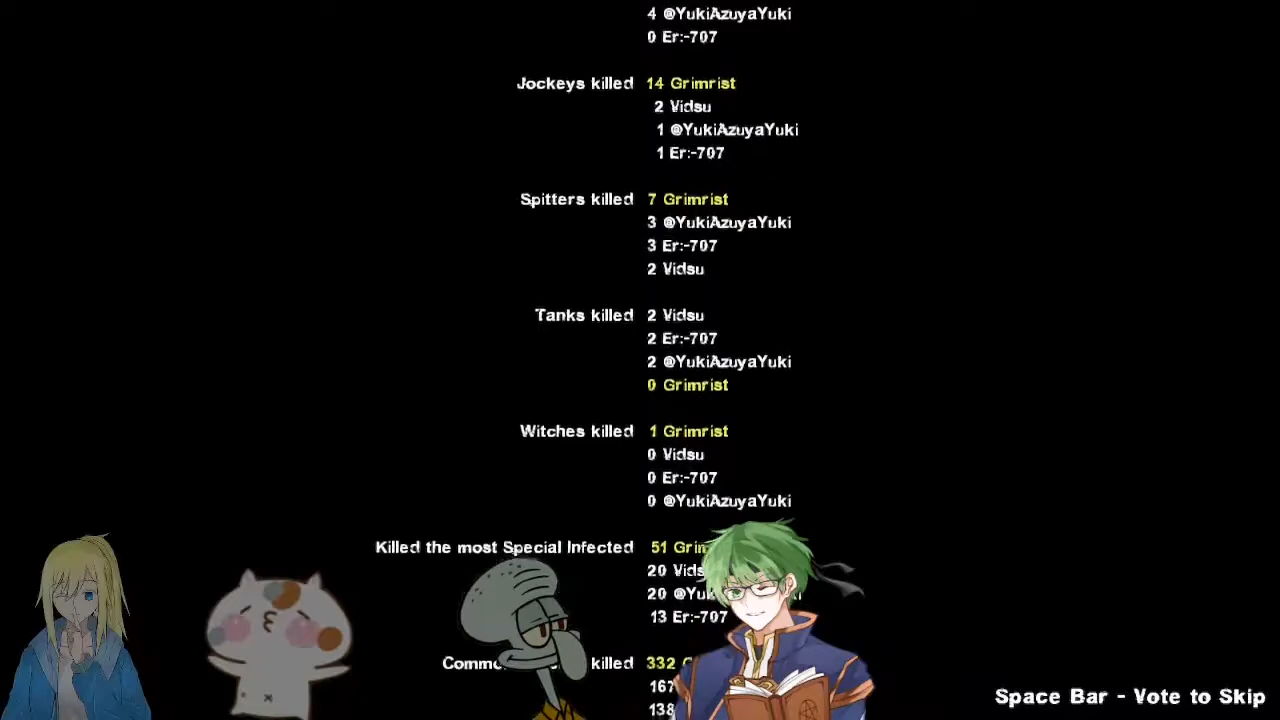 4 @YukiAzuyaYuki
0 Er:-707
Jockeys killed 14 Grimrist
2 Vidsu
1 @YukiAzuyaYuki
1 Er:-707
Spitters killed 7 Grimrist
3 @YukiAzuyaYuki
3 Er:-707
2 Vidsu
Tanks killed 2 Vidsu
2 Er:-707
2 @YukiAzuyaYuki
0 Grimrist
Witches killed 1 Grimrist
0 Vidsu
0 Er:-707
0 @YukiAzuyaYuki
Killed the most Special Infected 51
20
20
13 Er:-707
killed 332
167
138
Space Bar - Vote to Skip